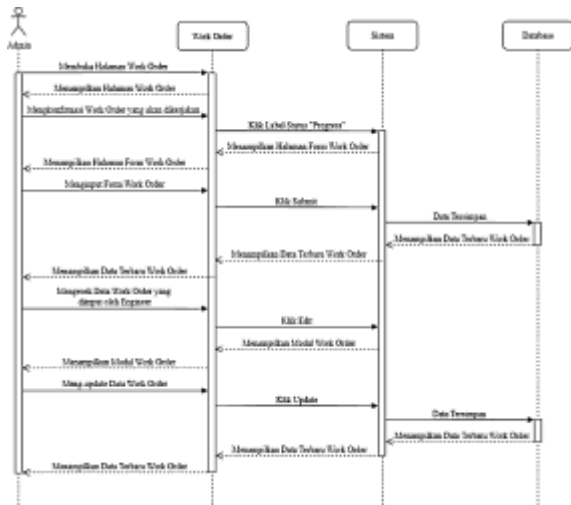 Work Order
Sistem
Database
Admin
Membuka Halaman Work Order
Menampilkan Halaman Work Order
Mengkonfirmasi Work Order yang akan dikerjakan
Klik Label Status "Progress"
Menampilkan Halaman Form Work Order
Menampilkan Halaman Form Work Order
Menginput Form Work Order
Klik Submit
Data Tersimpan
Menampilkan Data Terbaru Work Order
Menampilkan Data Terbaru Work Order
Menampilkan Data Terbaru Work Order
Mengecek Data Work Order yang
diinput oleh Engineer
Klik Edit
Menampilkan Modal Work Order
Menampilkan Modal Work Order
Meng-update Data Work Order
Klik Update
Data Tersimpan
Menampilkan Data Terbaru Work Order
Menampilkan Data Terbaru Work Order
Menampilkan Data Terbaru Work Order